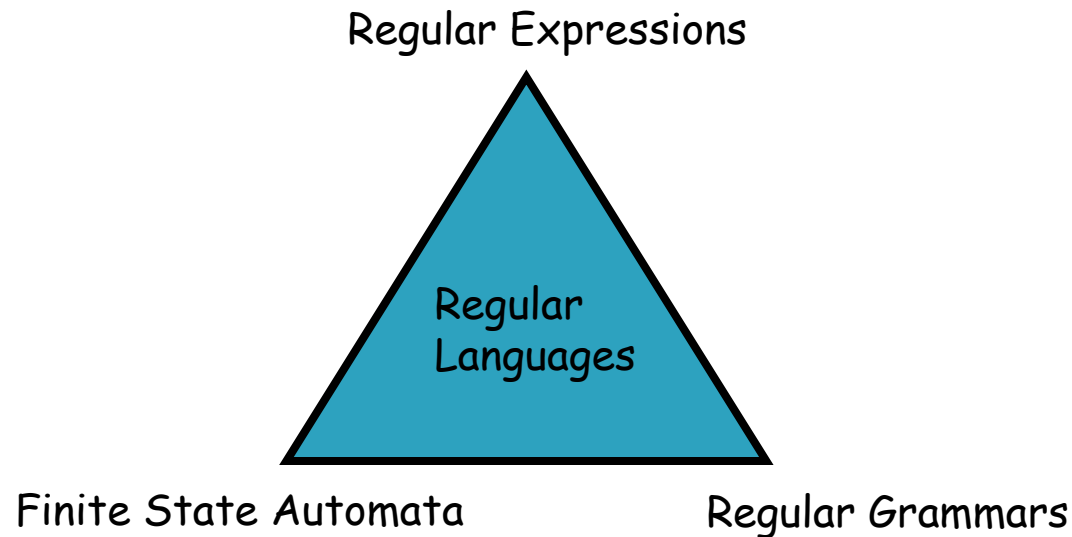 Regular Expressions
Regular
Languages
Finite State Automata
Regular Grammars